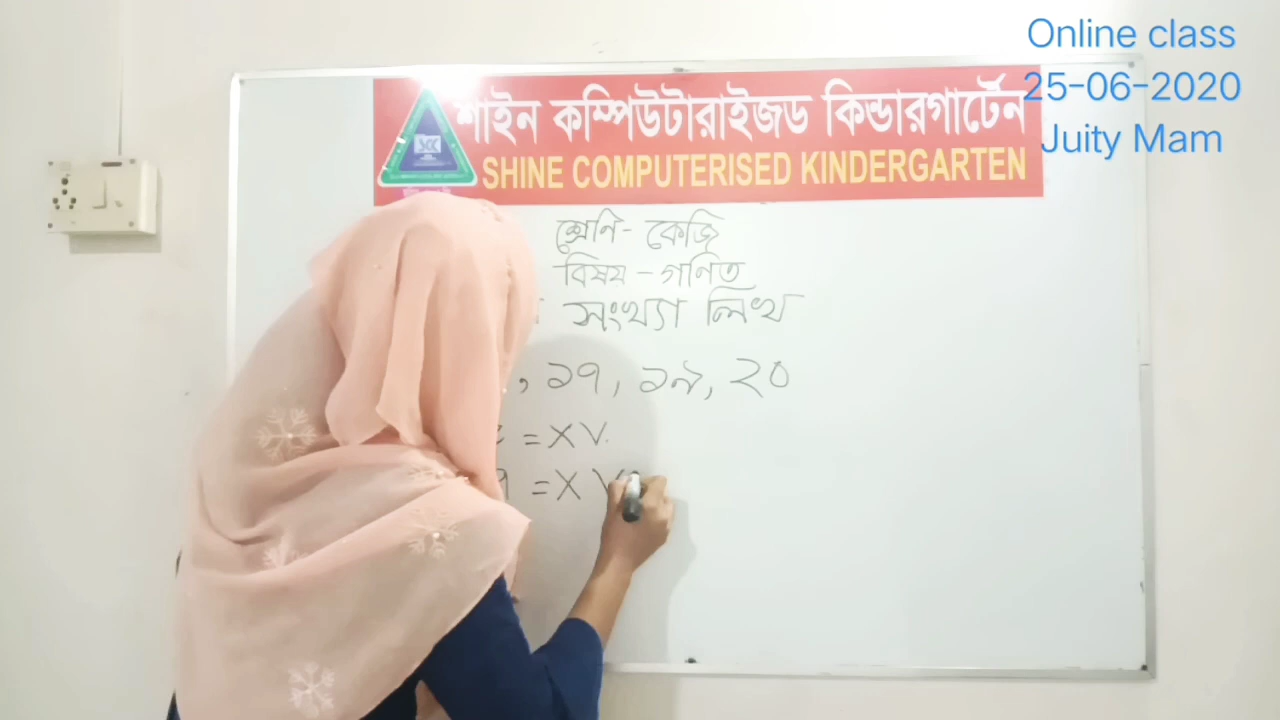 Online class
25-06-2020
Juity Mam
শাইন কম্পিউটারাইজড কিন্ডারগার্টেন
SHINE COMPUTERISED KINDERGARTEN
শ্রেণি - কেজি
বিষয় - গণিত
সংখ্যা লিখ
, ১৭, ১৯, ২০
= XV.
৭ = X V